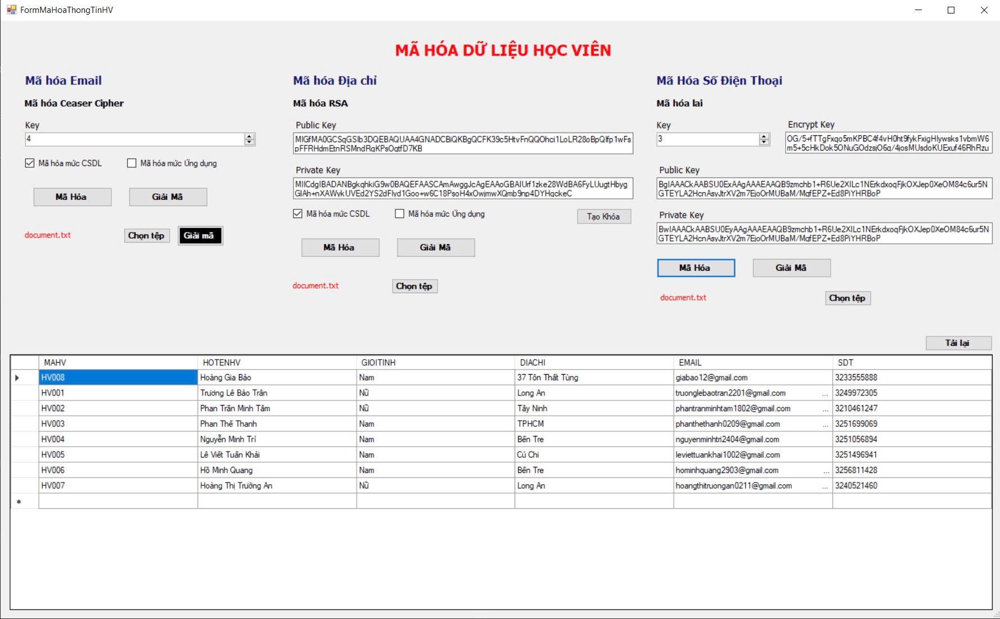 FormMaHoaThongTinHV
MÃ HÓA DỮ LIỆU HỌC VIÊN
Mã hóa Email
Mã hóa Ceaser Cipher
Key
4
Mã hóa mức CSDL
Mã hóa mức Ứng dụng
Mã Hóa
Giải Mã
document.txt
Chọn tệp
Giải mã
Mã hóa Địa chỉ
Mã hóa RSA
Public Key
MIGfMA0GCSqGSIb3DQEBAQUAA4GNADCBiQKBgQCFK39c5HtvFnQQOhci1LoLR28oBpQIfp1wFs
pFFRHdmEtnRSMndRgKPsOgtfD7KB
Private Key
MIICdgIBADANBgkqhkiG9w0BAQEFAASCAmAwggJcAgEAAoGBAIUrf1zke28WdBA6FyLUugtHbyg
GlAh+nXAWykUVEd2YS2dFIyd1Goo+w6C18PsoH4xOwjmwXQmb9np4DYHgckeC
Mã hóa mức CSDL
Mã hóa mức Ứng dụng
Tạo Khóa
Mã Hóa
Giải Mã
document.txt
Chọn tệp
Mã Hóa Số Điện Thoại
Mã hóa lai
Key
3
Encrypt Key
OG/5+fTTgFxqo5mKPBC4f4vH0ht9fykFxigHlywsks1vbmW6
m5+5cHkDok5ONuGOdzsjO6g/4josMUsdoKUExuf46RhRzu
Public Key
BgIAAACkAABSU0ExAAgAAAEAAQB9zmchb1+R6Ue2XILc1NErkdxoqFjkOXJep0XeOM84c6ur5N
GTEYLA2HcnAsyJtrXV2m7EjoOrMUBaM/MqfEPZ+Ed8PiYHRBoP
Private Key
BwIAAACkAABSU0EyAAgAAAEAAQB9zmchb1+R6Ue2XILc1NErkdxoqFjkOXJep0XeOM84c6ur5N
GTEYLA2HcnAsyJtrXV2m7EjoOrMUBaM/MqfEPZ+Ed8PiYHRBoP
Mã Hóa
Giải Mã
document.txt
Chọn tệp
Tải lại
MAHV HOTENHV GIOITINH DIACHI EMAIL SDT
HV008 Hoàng Gia Bảo Nam 37 Tôn Thất Tùng giabao12@gmail.com 3233555888
HV001 Trương Lê Bảo Trân Nữ Long An truonglebaotran2201@gmail.com ... 3249972305
HV002 Phan Trần Minh Tâm Nữ Tây Ninh phantranminhtam1802@gmail.com ... 3210461247
HV003 Phan Thế Thanh Nam TPHCM phanthethanh0209@gmail.com ... 3251699069
HV004 Nguyễn Minh Trí Nam Bến Tre nguyenminhtri2404@gmail.com 3251056894
HV005 Lê Viết Tuấn Khải Nam Củ Chi leviettuankhai1002@gmail.com 3251496941
HV006 Hồ Minh Quang Nam Bến Tre hominhquang2903@gmail.com ... 3256811428
HV007 Hoàng Thị Trường An Nữ Long An hoangthitruongan0211@gmail.com ... 3240521460